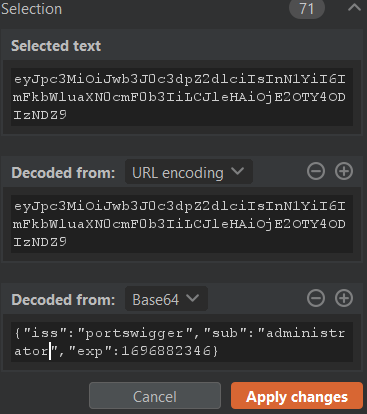 Selection 71
Selected text
eyJpc3MiOiJwb3J0c3dpZ2dlciIsInN1YiI6I
mFkbWluaXN0cmF0b3IiLCJleHAiOjE2OTY4OD
IzNDZ9
Decoded from: URL encoding
eyJpc3MiOiJwb3J0c3dpZ2dlciIsInN1YiI6I
mFkbWluaXN0cmF0b3IiLCJleHAiOjE2OTY4OD
IzNDZ9
Decoded from: Base64
{"iss":"portswigger","sub":"administr
ator","exp":1696882346}
Cancel Apply changes